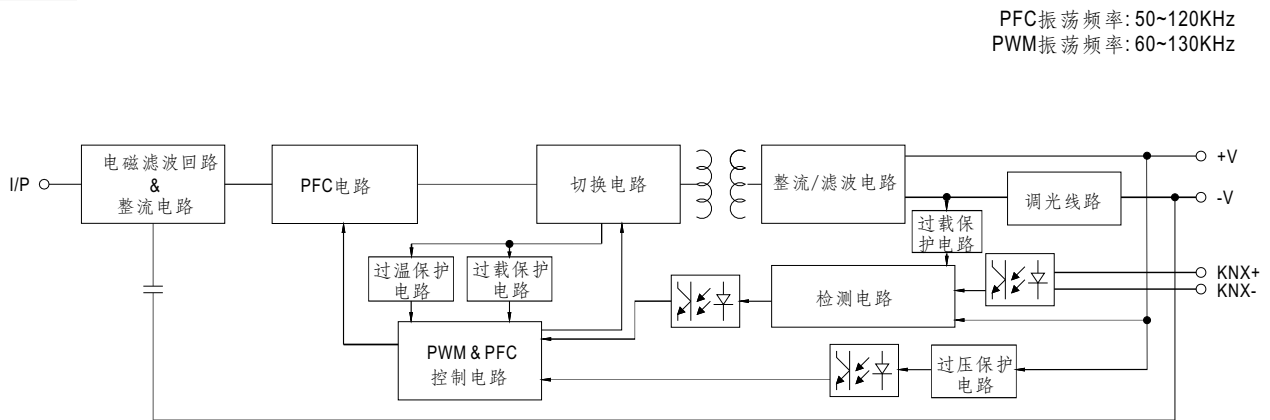 PFC振荡频率: 50~120KHz
PWM振荡频率: 60~130KHz
I/P
电磁滤波回路
&
整流电路
PFC电路
切换电路
整流/滤波电路
+V
-V
调光线路
过载保
护电路
过温保护
电路
过载保护
电路
检测电路
KNX+
KNX-
PWM & PFC
控制电路
过压保护
电路